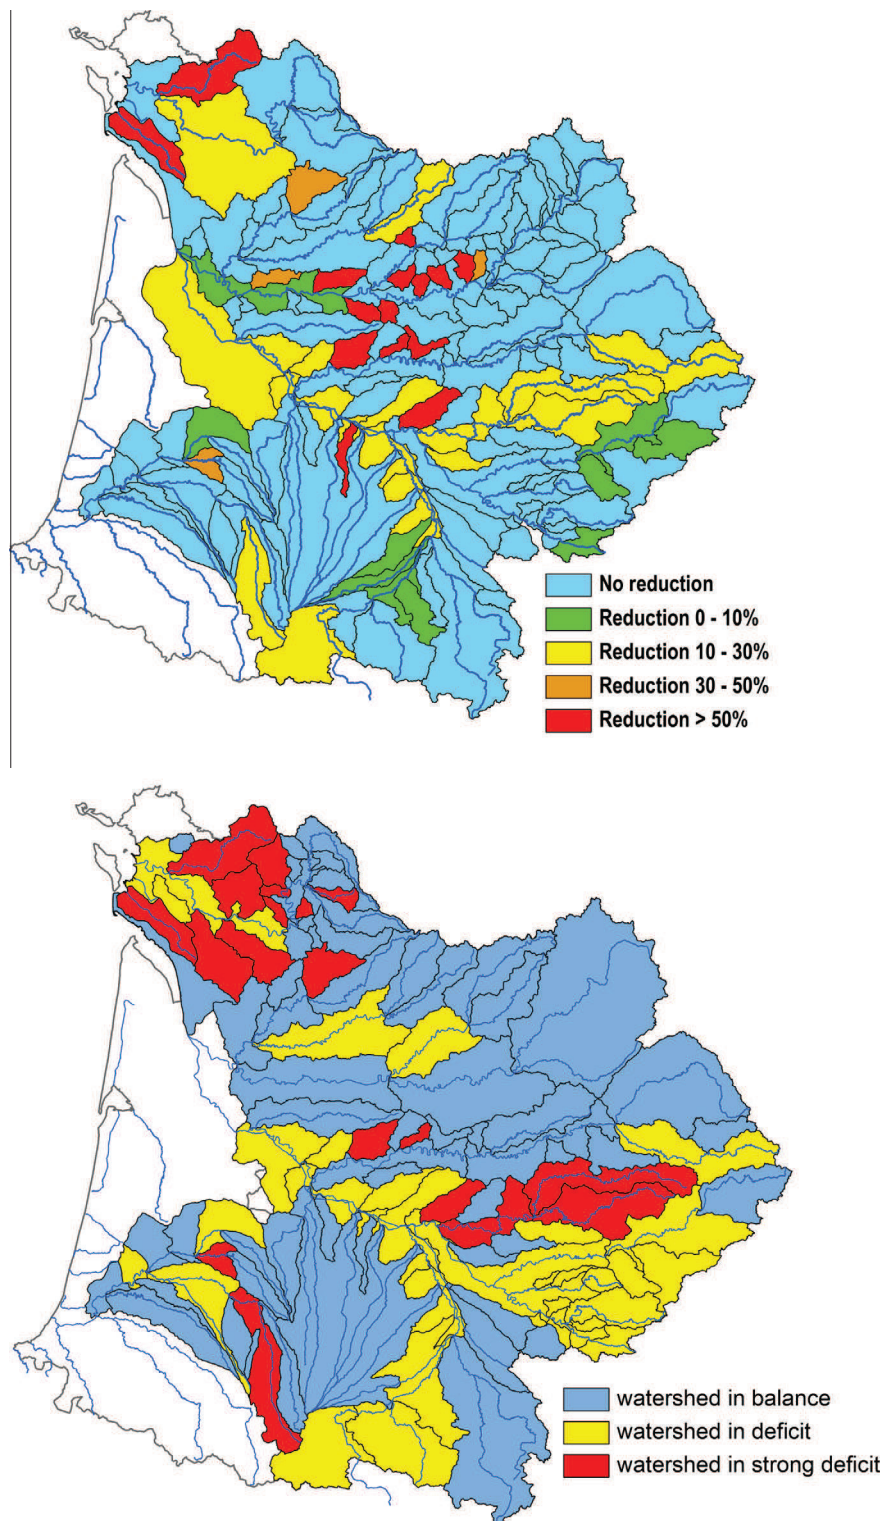 No reduction
Reduction 0 - 10%
Reduction 10 - 30%
Reduction 30 - 50%
Reduction > 50%
watershed in balance
watershed in deficit
watershed in strong deficit